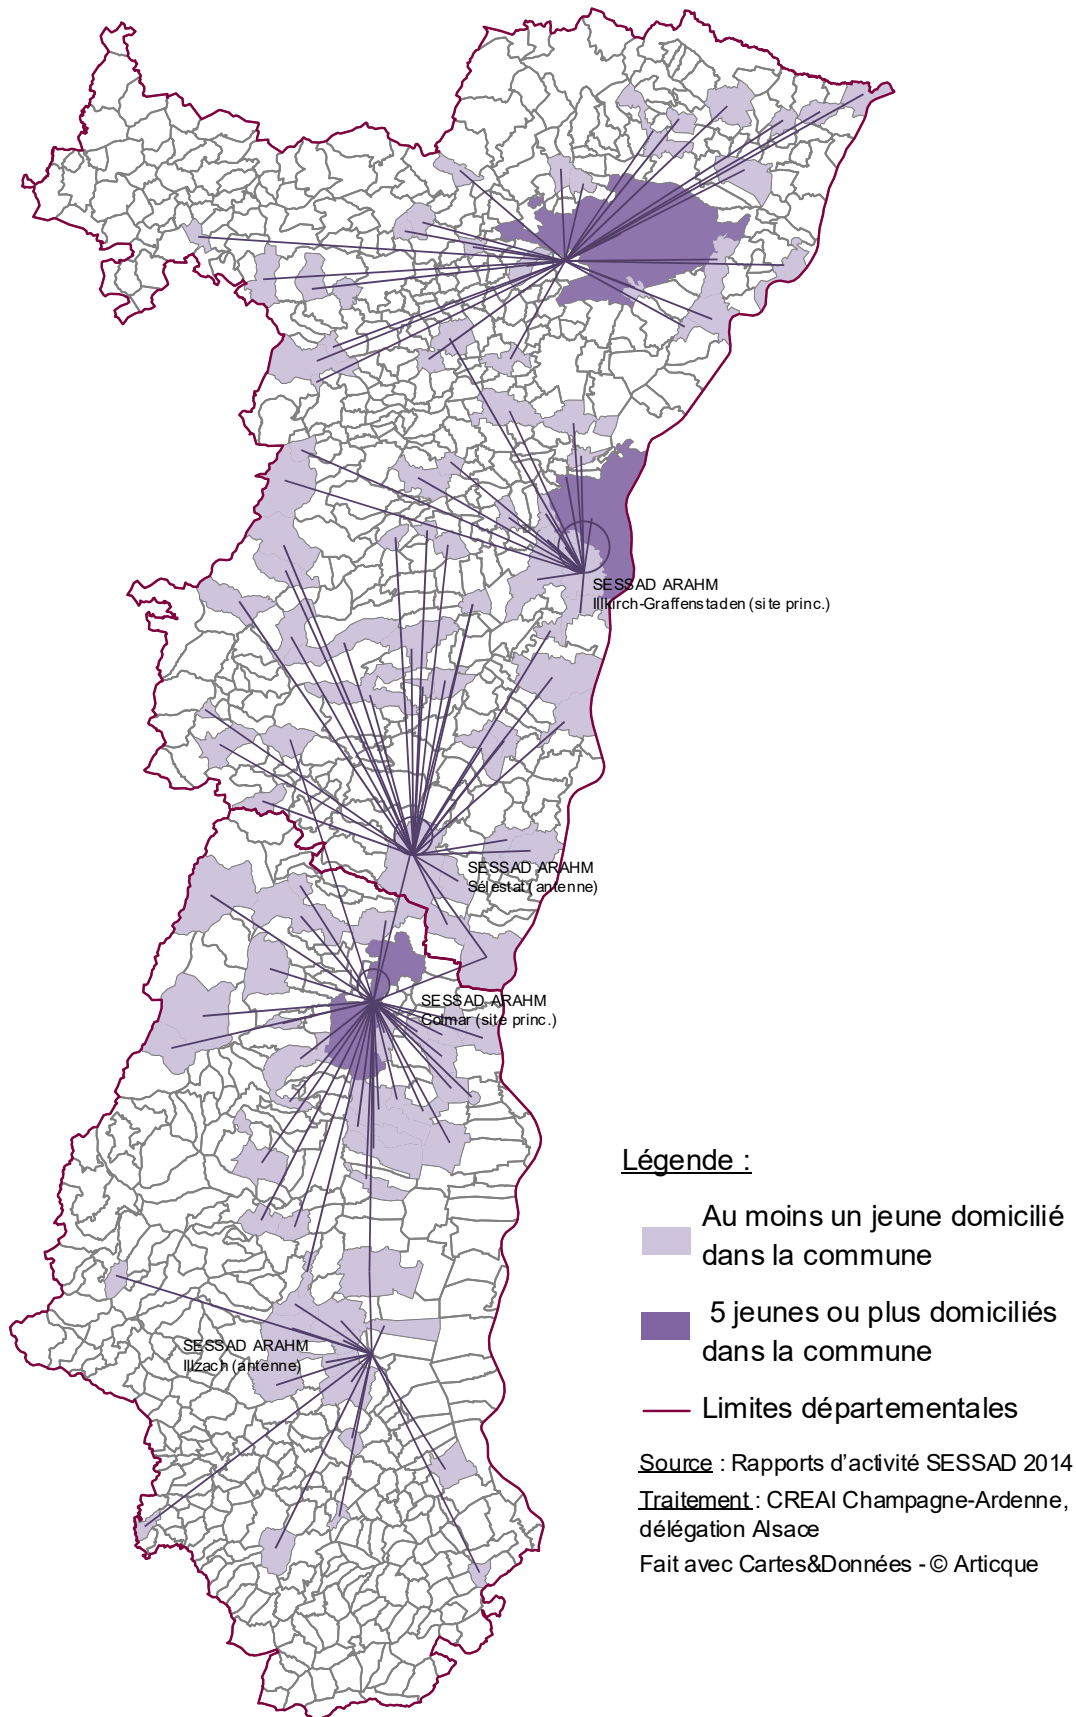 SESSAD ARAHM
Illkirch-Graffenstaden (site princ.)
SESSAD ARAHM
Sélestat (antenne)
SESSAD ARAHM
Colmar (site princ.)
SESSAD ARAHM
Illzach (antenne)
Légende :
Au moins un jeune domicilié
dans la commune
5 jeunes ou plus domiciliés
dans la commune
Limites départementales
Source : Rapports d'activité SESSAD 2014
Traitement : CREAI Champagne-Ardenne,
délégation Alsace
Fait avec Cartes&Données - © Articque